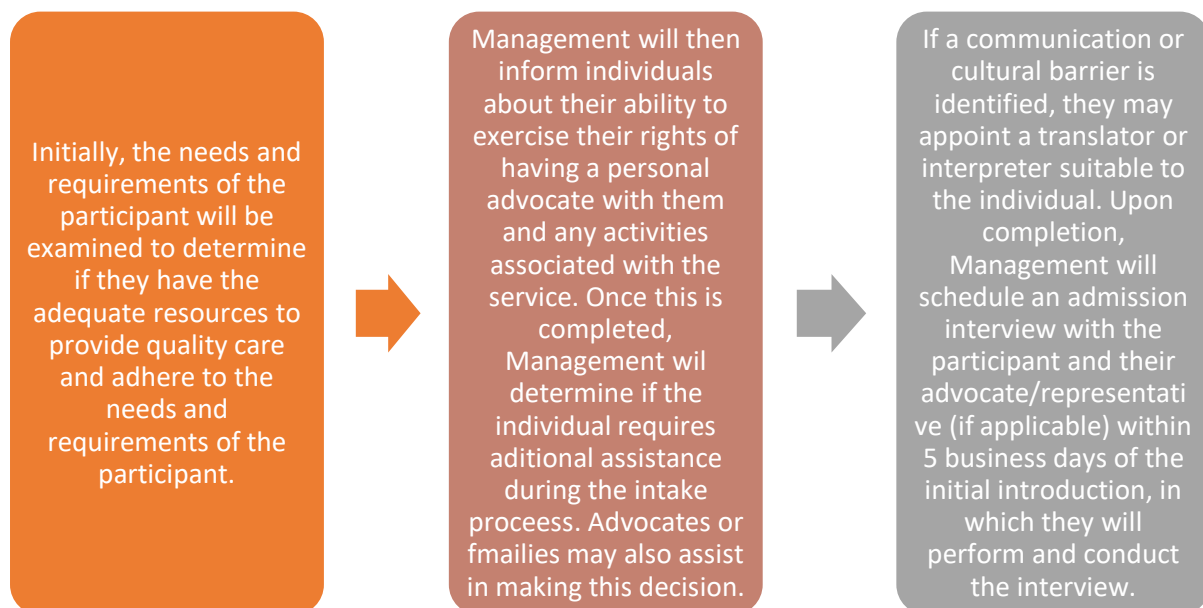 Initially, the needs and
requirements of the
participant will be
examined to determine
if they have the
adequate resources to
provide quality care
and adhere to the
needs and
requirements of the
participant.
Management will then
inform individuals
about their ability to
exercise their rights of
having a personal
advocate with them
and any activities
associated with the
service. Once this is
completed,
Management wil
determine if the
individual requires
aditional assistance
during the intake
proceess. Advocates or
fmailies may also assist
in making this decision.
If a communication or
cultural barrier is
identified, they may
appoint a translator or
interpreter suitable to
the individual. Upon
completion,
Management will
schedule an admission
interview with the
participant and their
advocate/representati
ve (if applicable) within
5 business days of the
initial introduction, in
which they will
perform and conduct
the interview.